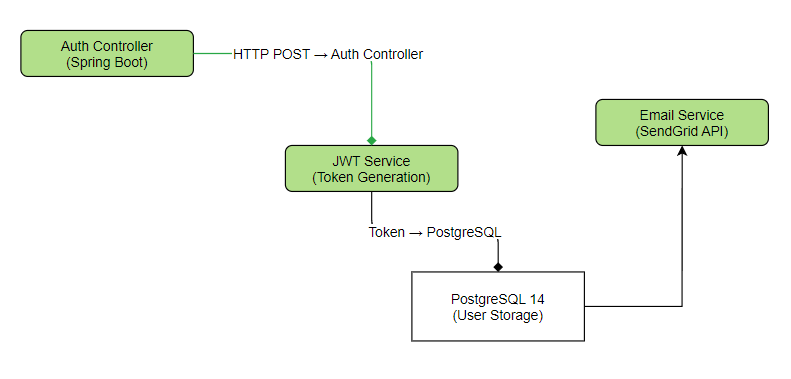 Auth Controller
(Spring Boot)
HTTP POST → Auth Controller
Email Service
(SendGrid API)
JWT Service
(Token Generation)
Token → PostgreSQL
PostgreSQL 14
(User Storage)